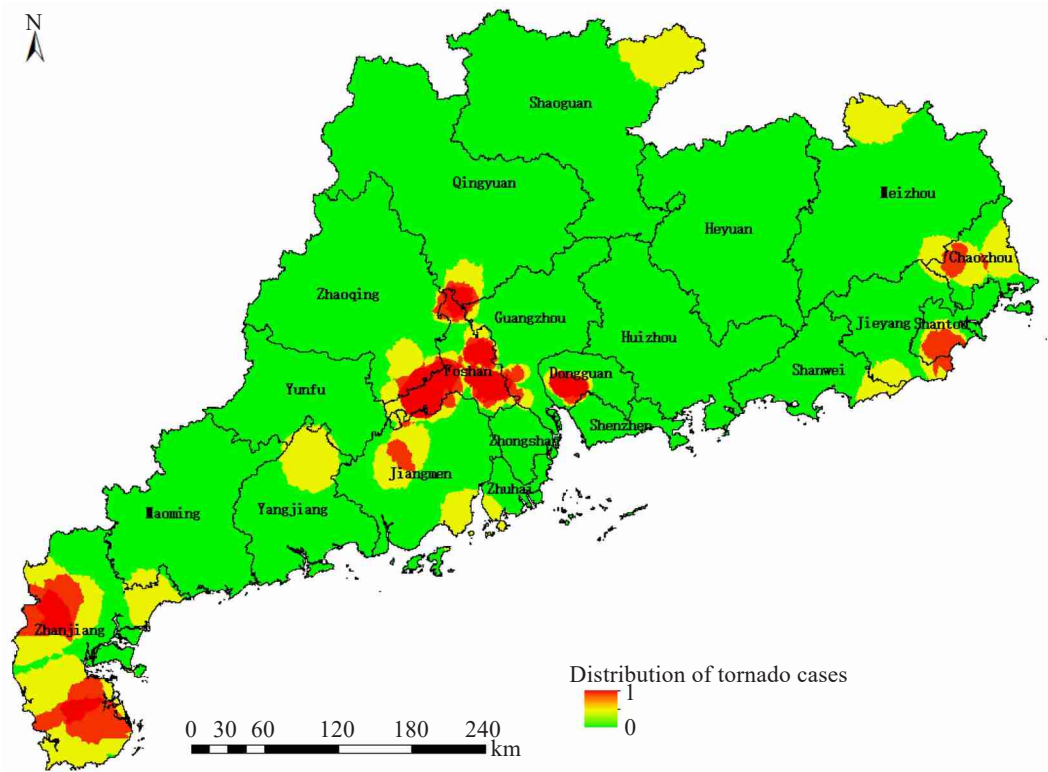 N
Shaoguan
Qingyuan
Meizhou
Heyuan
Chaozhou
Zhaoqing
Guangzhou
Huizhou
Jieyang
Shantou
Foshan
Dongguan
Shanwei
Yunfu
Shenzhen
Zhongshan
Jiangmen
Zhuhai
Yangjiang
Maoming
Zhanjiang
Distribution of tornado cases
1
0
0 30 60 120 180 240
km